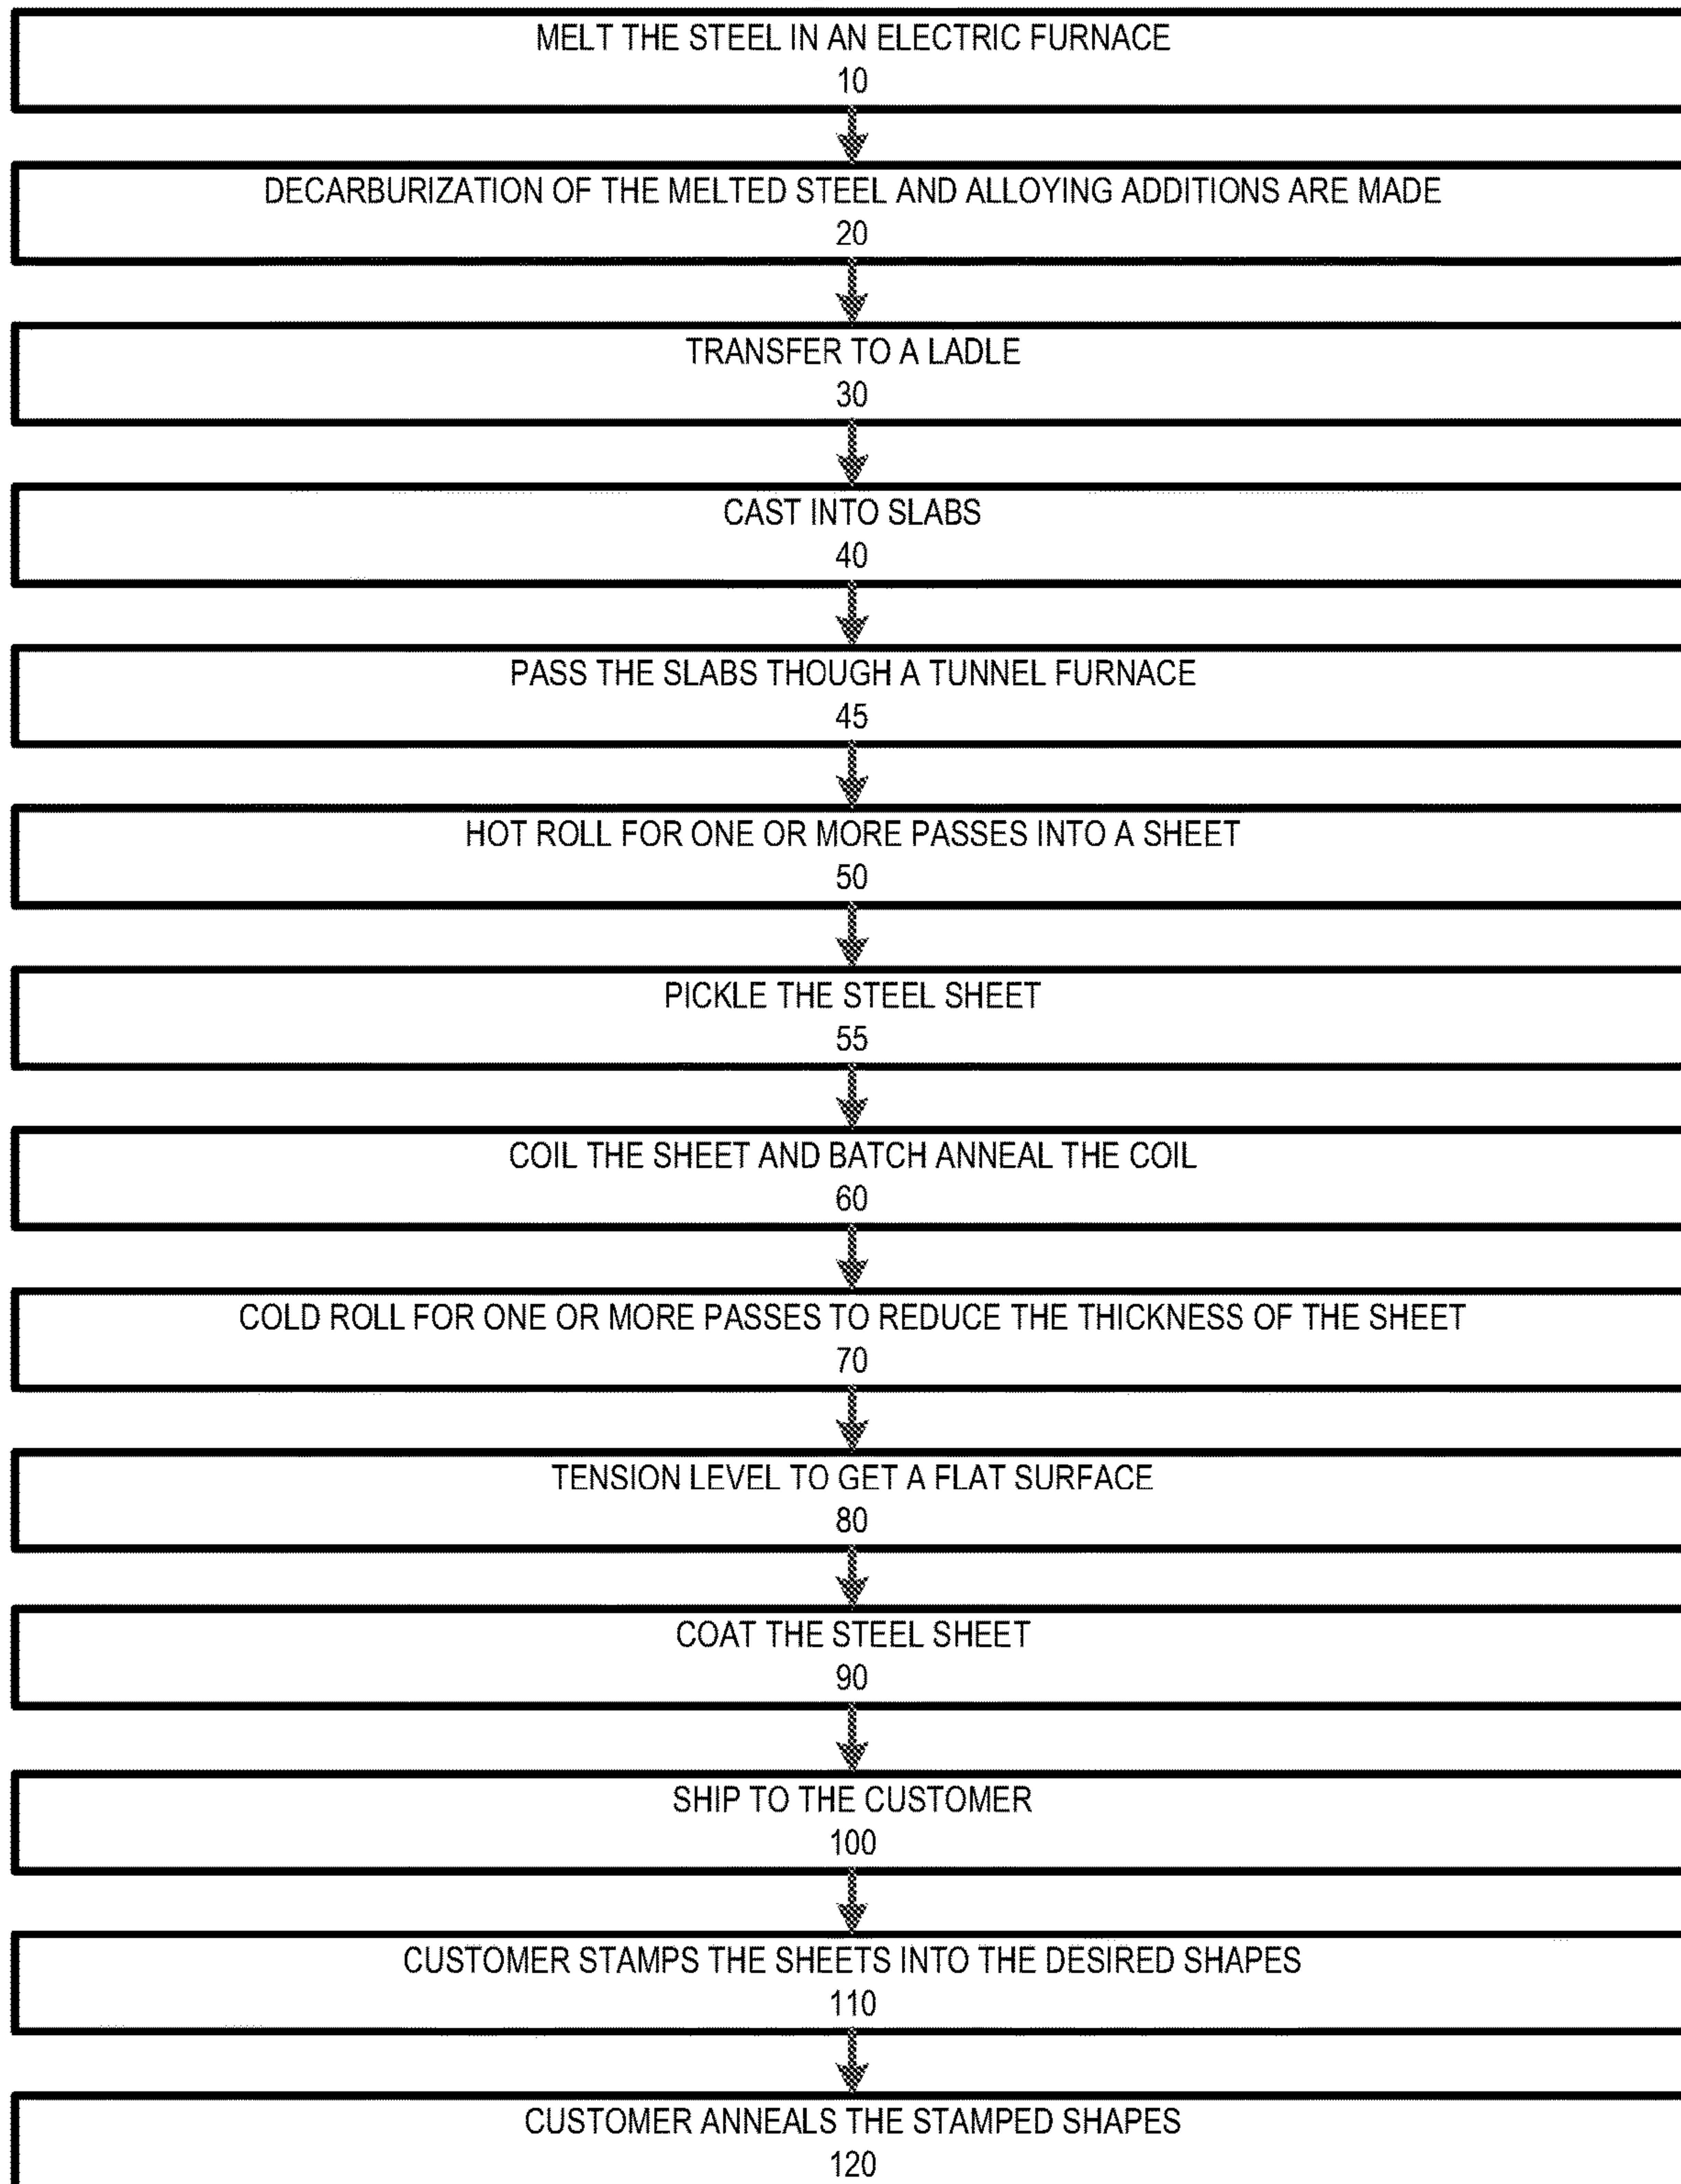 MELT THE STEEL IN AN ELECTRIC FURNACE
10
DECARBURIZATION OF THE MELTED STEEL AND ALLOYING ADDITIONS ARE MADE
20
TRANSFER TO A LADLE
30
CAST INTO SLABS
40
PASS THE SLABS THOUGH A TUNNEL FURNACE
45
HOT ROLL FOR ONE OR MORE PASSES INTO A SHEET
50
PICKLE THE STEEL SHEET
55
COIL THE SHEET AND BATCH ANNEAL THE COIL
60
COLD ROLL FOR ONE OR MORE PASSES TO REDUCE THE THICKNESS OF THE SHEET
70
TENSION LEVEL TO GET A FLAT SURFACE
80
COAT THE STEEL SHEET
90
SHIP TO THE CUSTOMER
100
CUSTOMER STAMPS THE SHEETS INTO THE DESIRED SHAPES
110
CUSTOMER ANNEALS THE STAMPED SHAPES
120